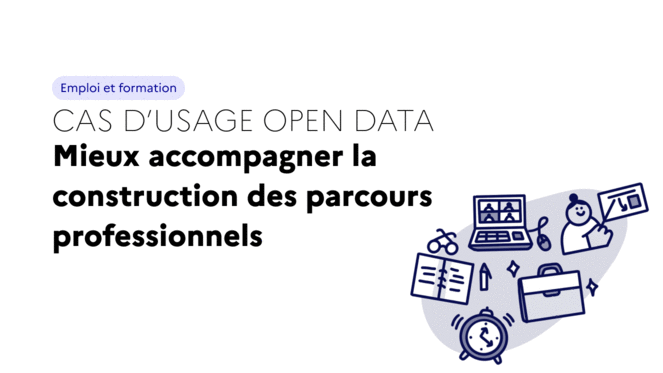 Emploi et formation
CAS D’USAGE OPEN DATA
Mieux accompagner la
construction des parcours
professionnels